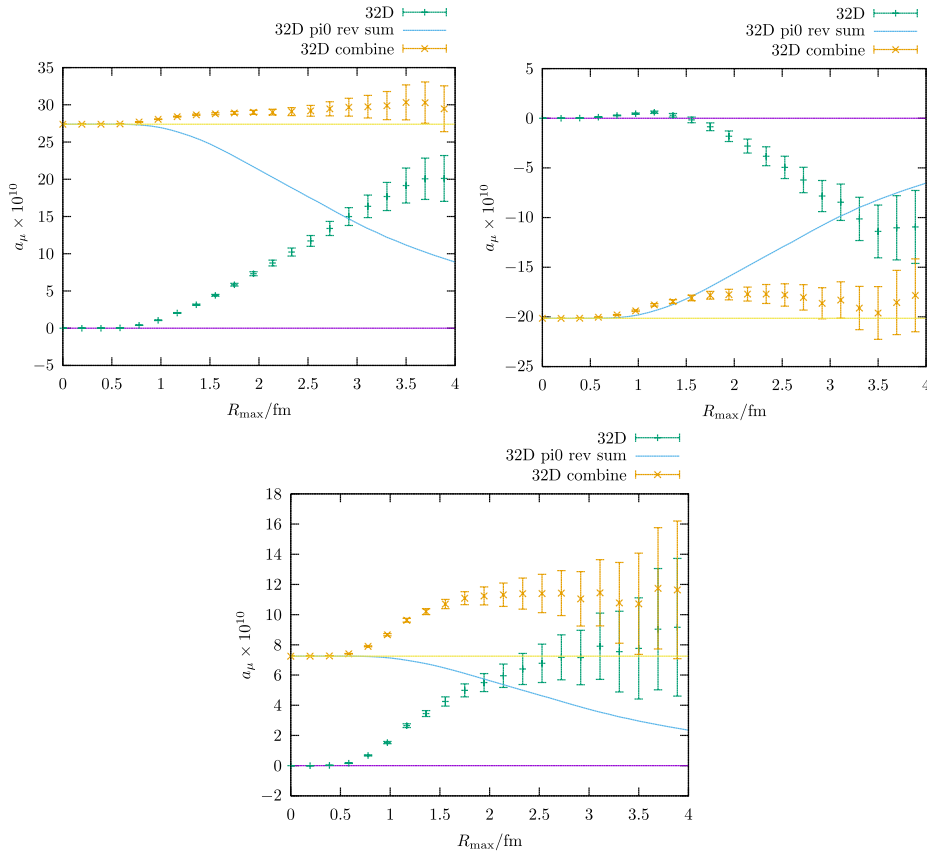 32D
32D pi0 rev sum
32D combine
35
30
25
20
15
10
5
0
−5
0 0.5 1 1.5 2 2.5 3 3.5 4
a_μ × 10^10
R_max/fm
32D
32D pi0 rev sum
32D combine
5
0
−5
−10
−15
−20
−25
0 0.5 1 1.5 2 2.5 3 3.5 4
a_μ × 10^10
R_max/fm
32D
32D pi0 rev sum
32D combine
18
16
14
12
10
8
6
4
2
0
−2
0 0.5 1 1.5 2 2.5 3 3.5 4
a_μ × 10^10
R_max/fm